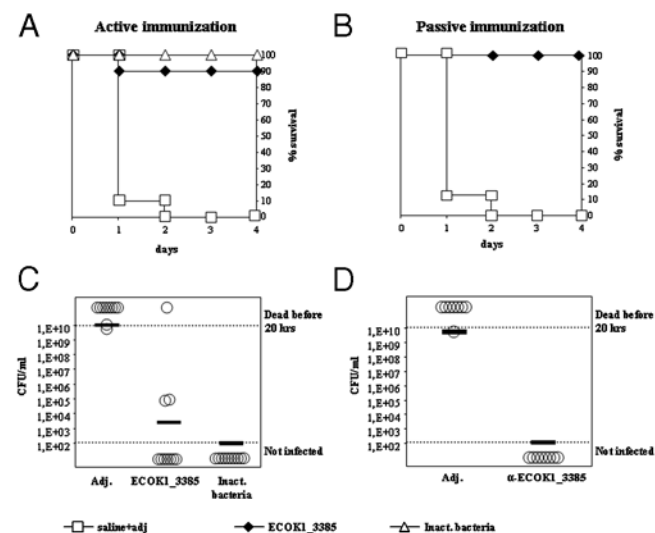 A Active immunization
100
90
80
70
60
50
40
30
20
10
0
% survival
0 1 2 3 4
days
B Passive immunization
100
90
80
70
60
50
40
30
20
10
0
% survival
0 1 2 3 4
days
C
CFU/ml
1,E+10
1,E+09
1,E+08
1,E+07
1,E+06
1,E+05
1,E+04
1,E+03
1,E+02
Dead before
20 hrs
Not infected
Adj. ECOK1_3385 Inact.
bacteria
D
CFU/ml
1,E+10
1,E+09
1,E+08
1,E+07
1,E+06
1,E+05
1,E+04
1,E+03
1,E+02
Dead before
20 hrs
Not infected
Adj. α-ECOK1_3385
saline+adj ECOK1_3385 Inact. bacteria